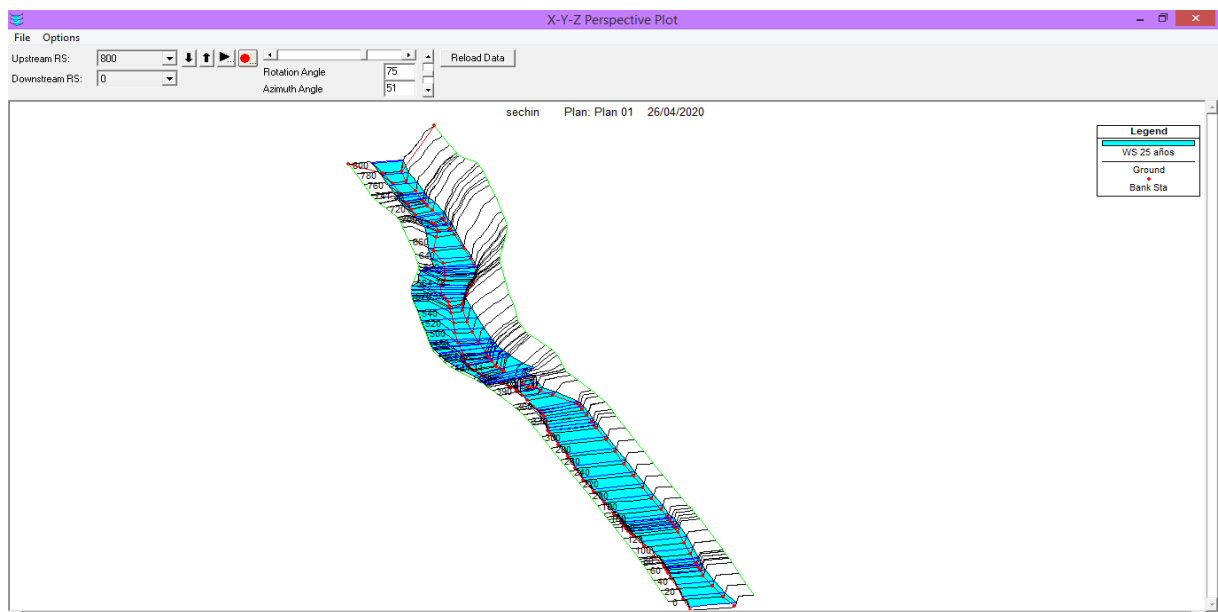 X-Y-Z Perspective Plot
File Options
Upstream RS: 800
Downstream RS: 0
Rotation Angle 75
Azimuth Angle 51
Reload Data
sechin Plan: Plan 01 26/04/2020
Legend
WS 25 años
Ground
Bank Sta
800
780
760
720
660
540
520
500
300
240
220
120
100
60
40
20
0